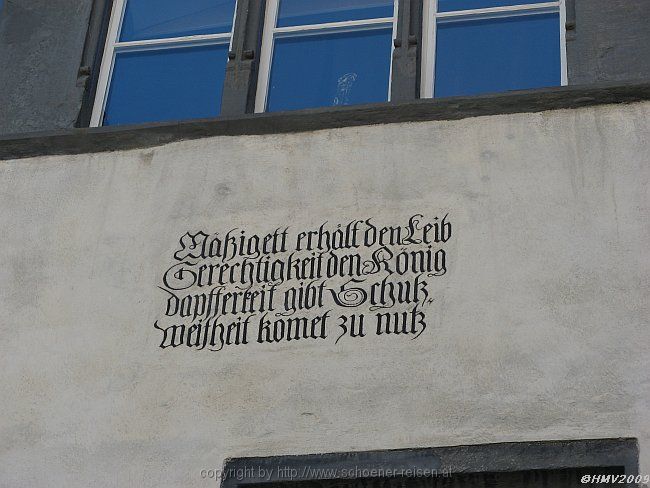 Mäßigett erhält den Leib
Gerechtigkeit den König
dapfferkeit gibt Schutz
weisheit komet zu nutz
copyright by http://www.schoener-reisen.at
©HMV2009